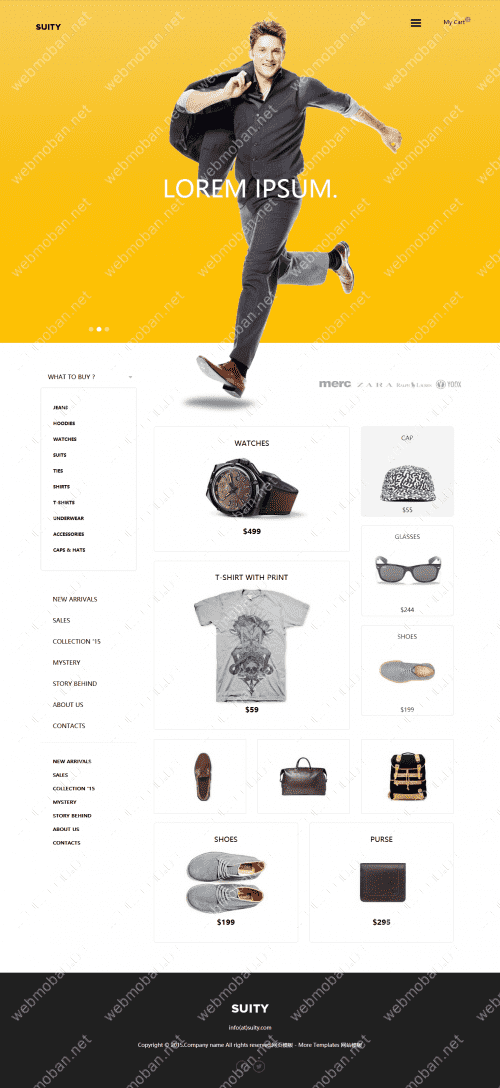 SUITY
My Cart
LOREM IPSUM.
WHAT TO BUY ?
merc ZARA RALPH LAUREN YOOX
JEANS
HOODIES
WATCHES
SUITS
TIES
SHIRTS
T-SHIRTS
UNDERWEAR
ACCESSORIES
CAPS & HATS
NEW ARRIVALS
SALES
COLLECTION '15
MYSTERY
STORY BEHIND
ABOUT US
CONTACTS
NEW ARRIVALS
SALES
COLLECTION '15
MYSTERY
STORY BEHIND
ABOUT US
CONTACTS
WATCHES
$499
CAP
$55
GLASSES
$244
T-SHIRT WITH PRINT
$59
SHOES
$199
SHOES
$199
PURSE
$295
SUITY
info(at)suity.com
Copyright © 2015.Company name All rights reserved.网页模板 - More Templates 网站模板
webmoban.net